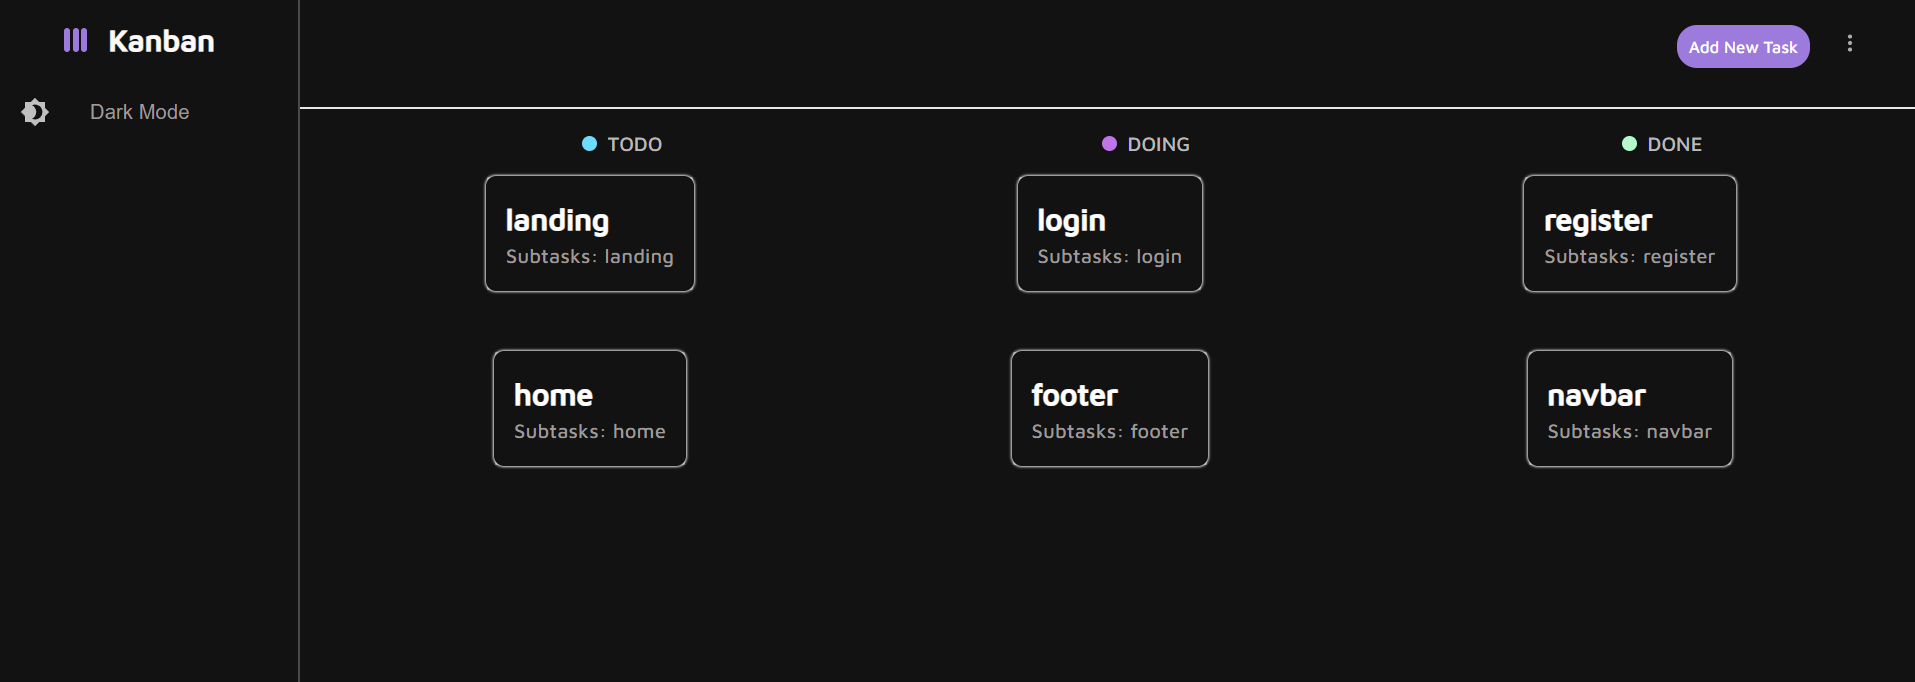 Kanban
Dark Mode
Add New Task
TODO
landing
Subtasks: landing
home
Subtasks: home
DOING
login
Subtasks: login
footer
Subtasks: footer
DONE
register
Subtasks: register
navbar
Subtasks: navbar